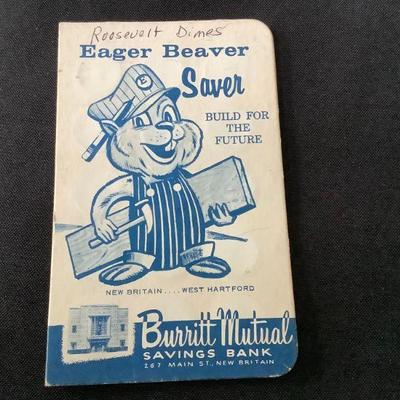 Roosevelt Dimes
Eager Beaver
Saver
E
BUILD FOR
THE
FUTURE
NEW BRITAIN....WEST HARTFORD
Burritt Mutual
SAVINGS BANK
267 MAIN ST., NEW BRITAIN